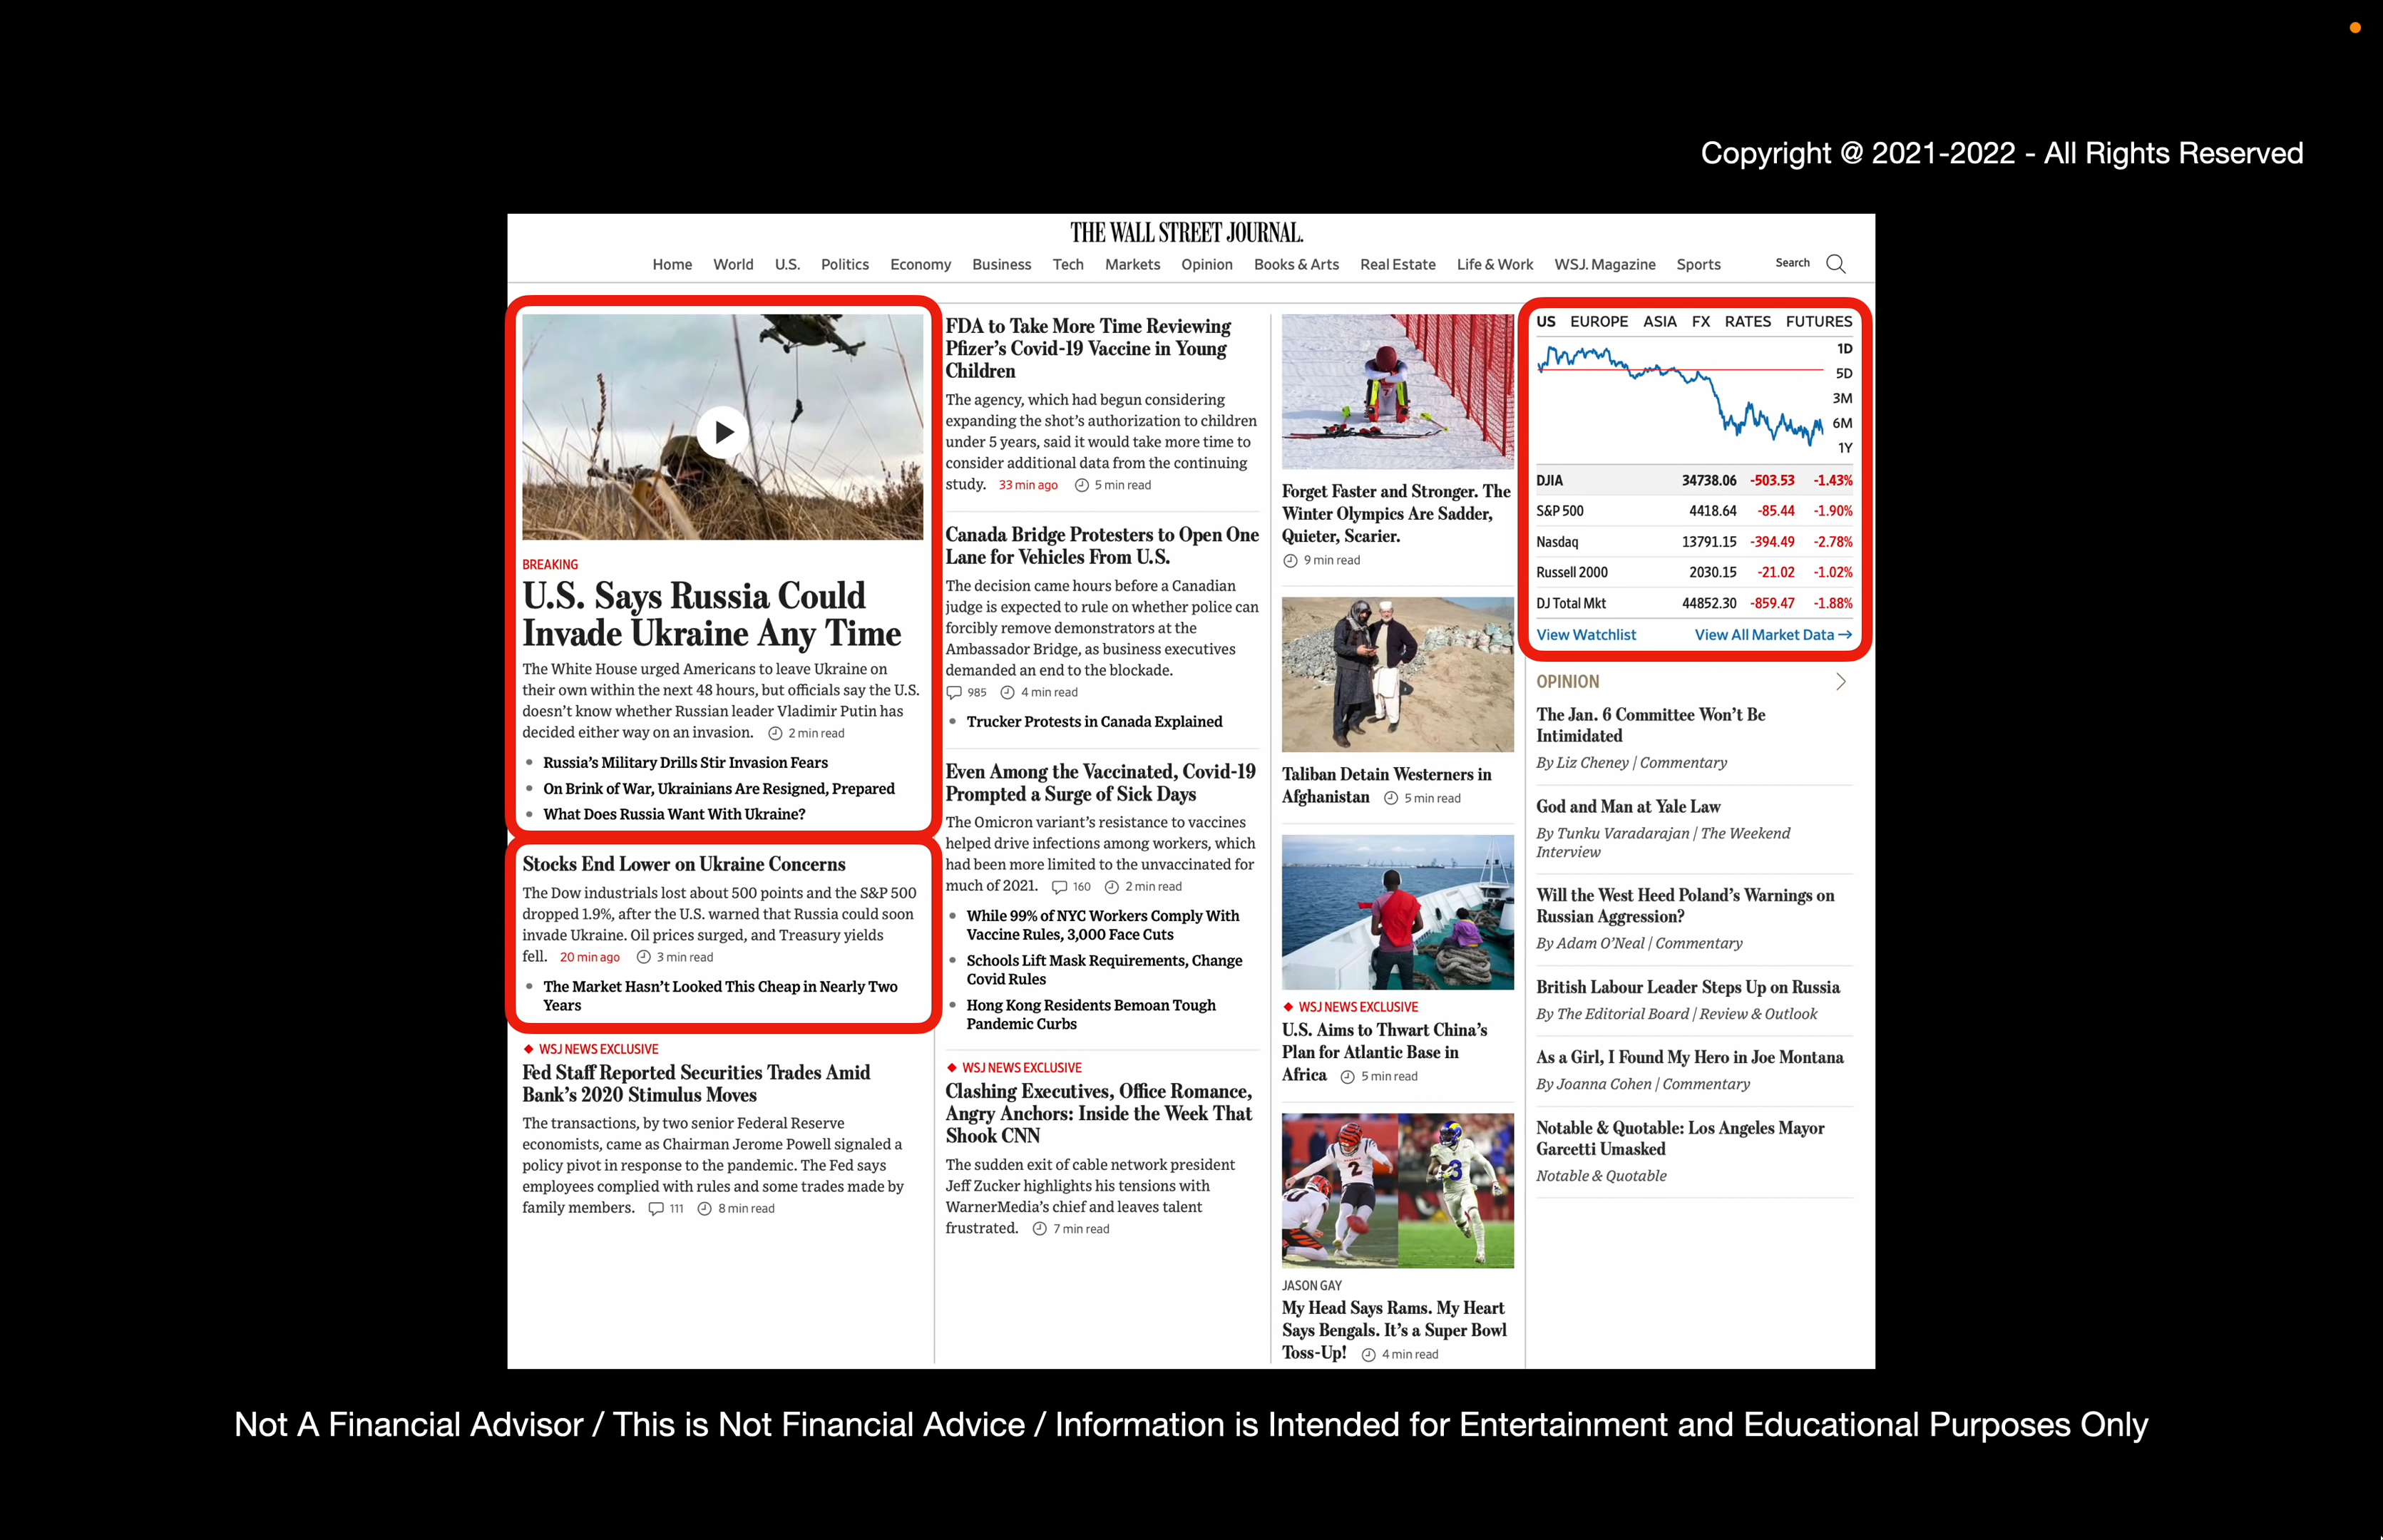 Copyright @ 2021-2022 - All Rights Reserved
THE WALL STREET JOURNAL.
Home World U.S. Politics Economy Business Tech Markets Opinion Books & Arts Real Estate Life & Work WSJ. Magazine Sports Search
BREAKING
U.S. Says Russia Could
Invade Ukraine Any Time
The White House urged Americans to leave Ukraine on
their own within the next 48 hours, but officials say the U.S.
doesn't know whether Russian leader Vladimir Putin has
decided either way on an invasion. 2 min read
• Russia's Military Drills Stir Invasion Fears
• On Brink of War, Ukrainians Are Resigned, Prepared
• What Does Russia Want With Ukraine?
Stocks End Lower on Ukraine Concerns
The Dow industrials lost about 500 points and the S&P 500
dropped 1.9%, after the U.S. warned that Russia could soon
invade Ukraine. Oil prices surged, and Treasury yields
fell. 20 min ago 3 min read
• The Market Hasn't Looked This Cheap in Nearly Two
Years
WSJ NEWS EXCLUSIVE
Fed Staff Reported Securities Trades Amid
Bank's 2020 Stimulus Moves
The transactions, by two senior Federal Reserve
economists, came as Chairman Jerome Powell signaled a
policy pivot in response to the pandemic. The Fed says
employees complied with rules and some trades made by
family members. 111 8 min read
FDA to Take More Time Reviewing
Pfizer's Covid-19 Vaccine in Young
Children
The agency, which had begun considering
expanding the shot's authorization to children
under 5 years, said it would take more time to
consider additional data from the continuing
study. 33 min ago 5 min read
Canada Bridge Protesters to Open One
Lane for Vehicles From U.S.
The decision came hours before a Canadian
judge is expected to rule on whether police can
forcibly remove demonstrators at the
Ambassador Bridge, as business executives
demanded an end to the blockade.
985 4 min read
• Trucker Protests in Canada Explained
Even Among the Vaccinated, Covid-19
Prompted a Surge of Sick Days
The Omicron variant's resistance to vaccines
helped drive infections among workers, which
had been more limited to the unvaccinated for
much of 2021. 160 2 min read
• While 99% of NYC Workers Comply With
Vaccine Rules, 3,000 Face Cuts
• Schools Lift Mask Requirements, Change
Covid Rules
• Hong Kong Residents Bemoan Tough
Pandemic Curbs
WSJ NEWS EXCLUSIVE
Clashing Executives, Office Romance,
Angry Anchors: Inside the Week That
Shook CNN
The sudden exit of cable network president
Jeff Zucker highlights his tensions with
WarnerMedia's chief and leaves talent
frustrated. 7 min read
Forget Faster and Stronger. The
Winter Olympics Are Sadder,
Quieter, Scarier.
9 min read
Taliban Detain Westerners in
Afghanistan 5 min read
WSJ NEWS EXCLUSIVE
U.S. Aims to Thwart China's
Plan for Atlantic Base in
Africa 5 min read
2
3
JASON GAY
My Head Says Rams. My Heart
Says Bengals. It's a Super Bowl
Toss-Up! 4 min read
US EUROPE ASIA FX RATES FUTURES
1D
5D
3M
6M
1Y
DJIA 34738.06 -503.53 -1.43%
S&P 500 4418.64 -85.44 -1.90%
Nasdaq 13791.15 -394.49 -2.78%
Russell 2000 2030.15 -21.02 -1.02%
DJ Total Mkt 44852.30 -859.47 -1.88%
View Watchlist View All Market Data →
OPINION
The Jan. 6 Committee Won't Be
Intimidated
By Liz Cheney | Commentary
God and Man at Yale Law
By Tunku Varadarajan | The Weekend
Interview
Will the West Heed Poland's Warnings on
Russian Aggression?
By Adam O'Neal | Commentary
British Labour Leader Steps Up on Russia
By The Editorial Board | Review & Outlook
As a Girl, I Found My Hero in Joe Montana
By Joanna Cohen | Commentary
Notable & Quotable: Los Angeles Mayor
Garcetti Umasked
Notable & Quotable
Not A Financial Advisor / This is Not Financial Advice / Information is Intended for Entertainment and Educational Purposes Only